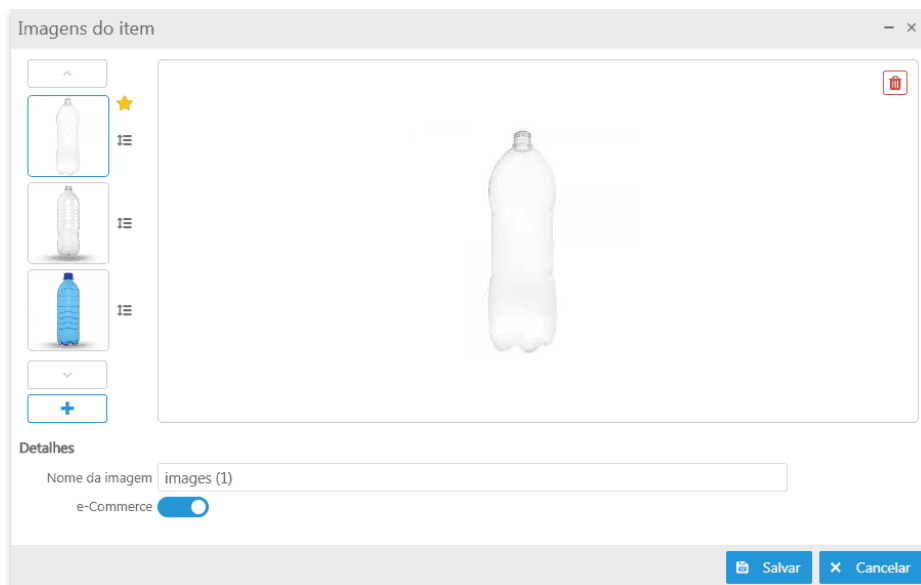 Imagens do item
Detalhes
Nome da imagem images (1)
e-Commerce
Salvar Cancelar